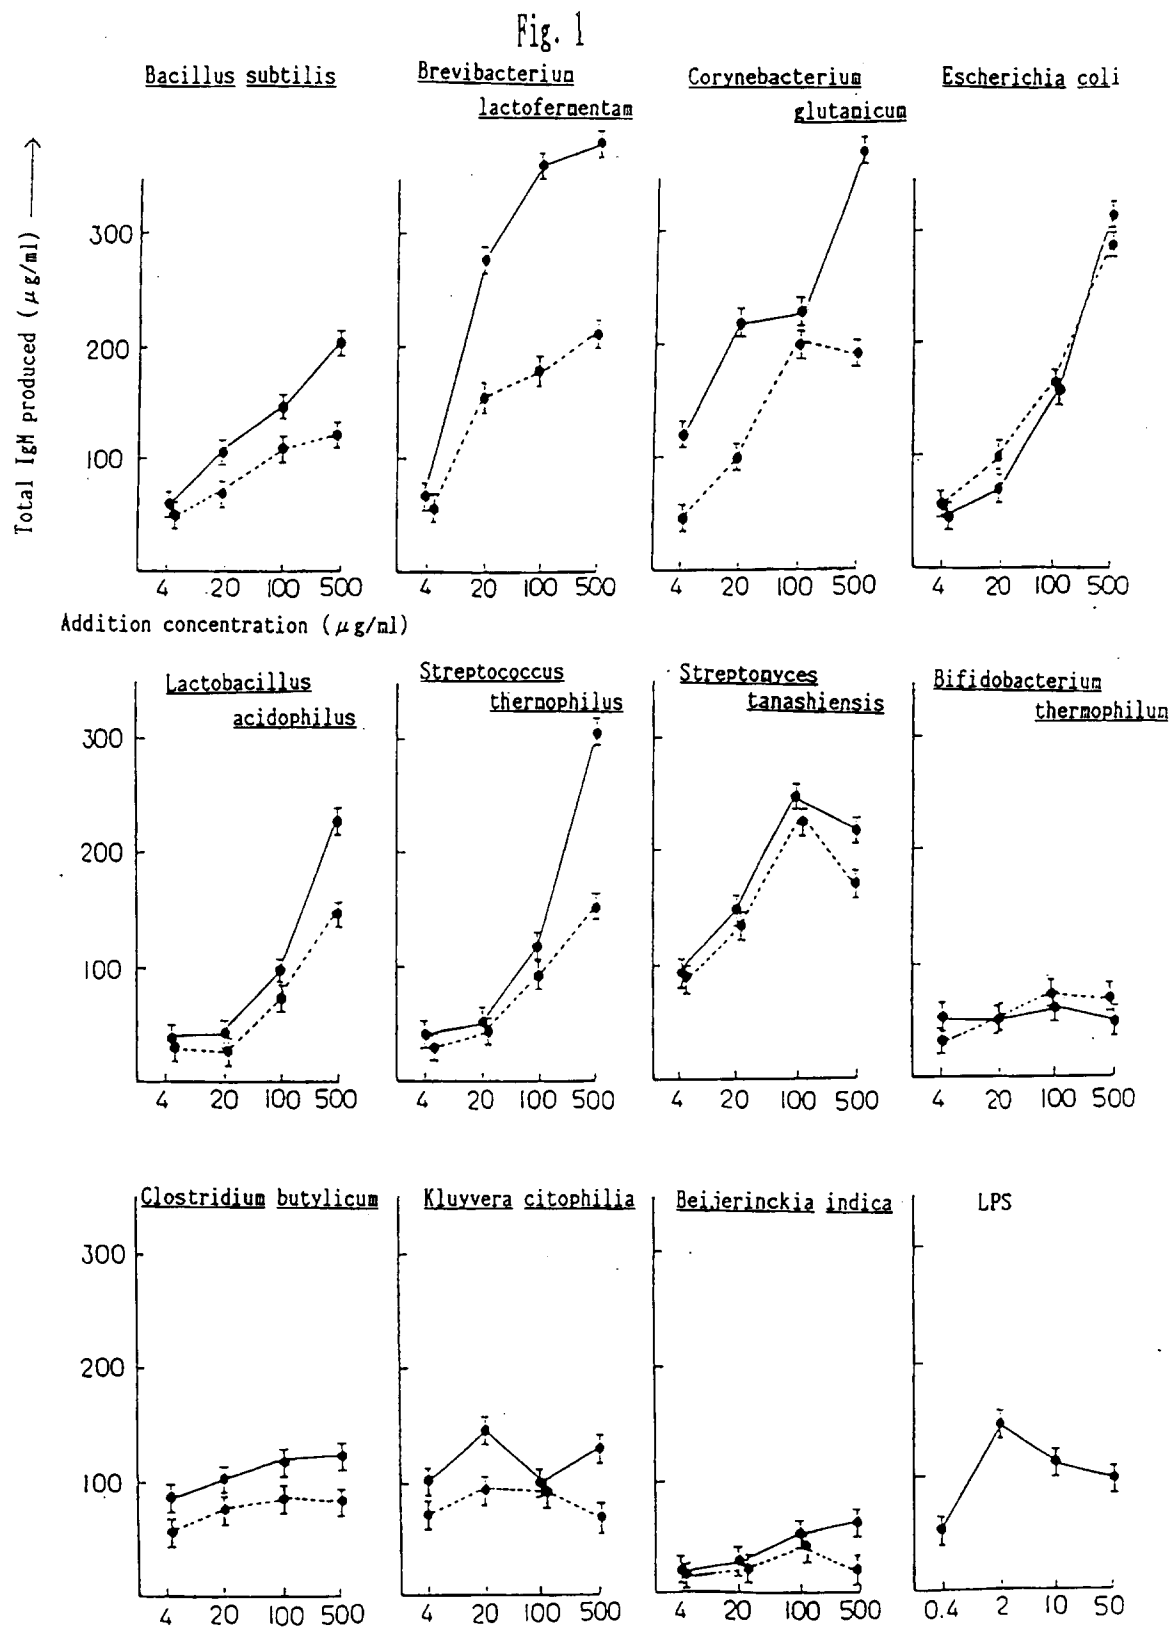 Fig. 1
Bacillus subtilis
Brevibacterium
lactofermentam
Corynebacterium
glutamicum
Escherichia coli
Total IgM produced (μg/ml)
300
200
100
4 20 100 500
4 20 100 500
4 20 100 500
4 20 100 500
Addition concentration (μg/ml)
Lactobacillus
acidophilus
Streptococcus
thermophilus
Streptomyces
tanashiensis
Bifidobacterium
thermophilum
300
200
100
4 20 100 500
4 20 100 500
4 20 100 500
4 20 100 500
Clostridium butylicum
Kluyvera citophilia
Beijerinckia indica
LPS
300
200
100
4 20 100 500
4 20 100 500
4 20 100 500
0.4 2 10 50